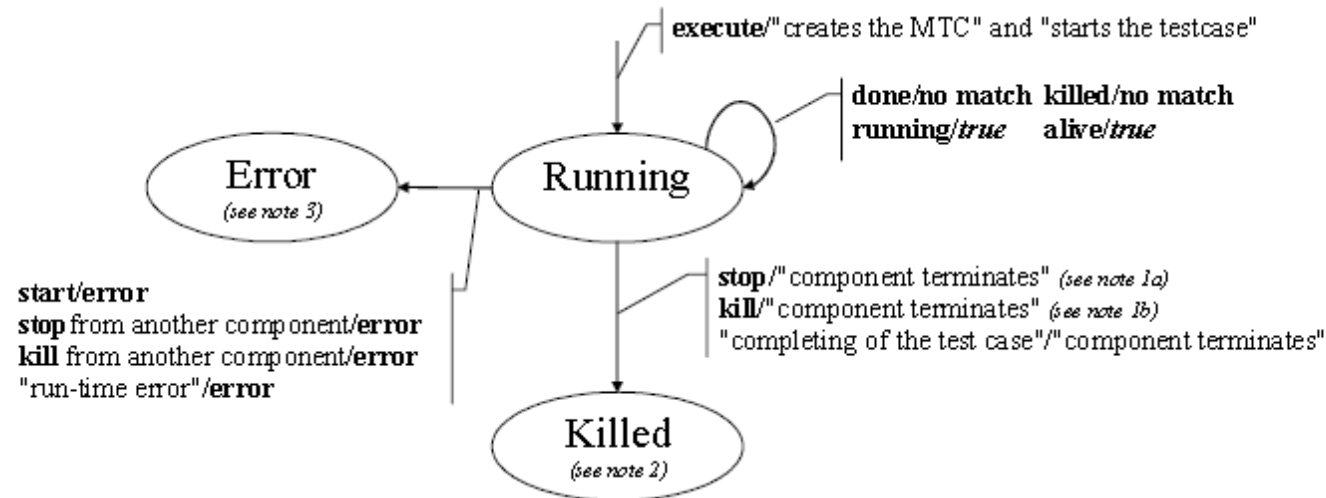 execute/"creates the MTC" and "starts the testcase"
done/no match killed/no match
running/true alive/true
Error
(see note 3)
Running
start/error
stop from another component/error
kill from another component/error
"run-time error"/error
stop/"component terminates" (see note 1a)
kill/"component terminates" (see note 1b)
"completing of the test case"/"component terminates"
Killed
(see note 2)